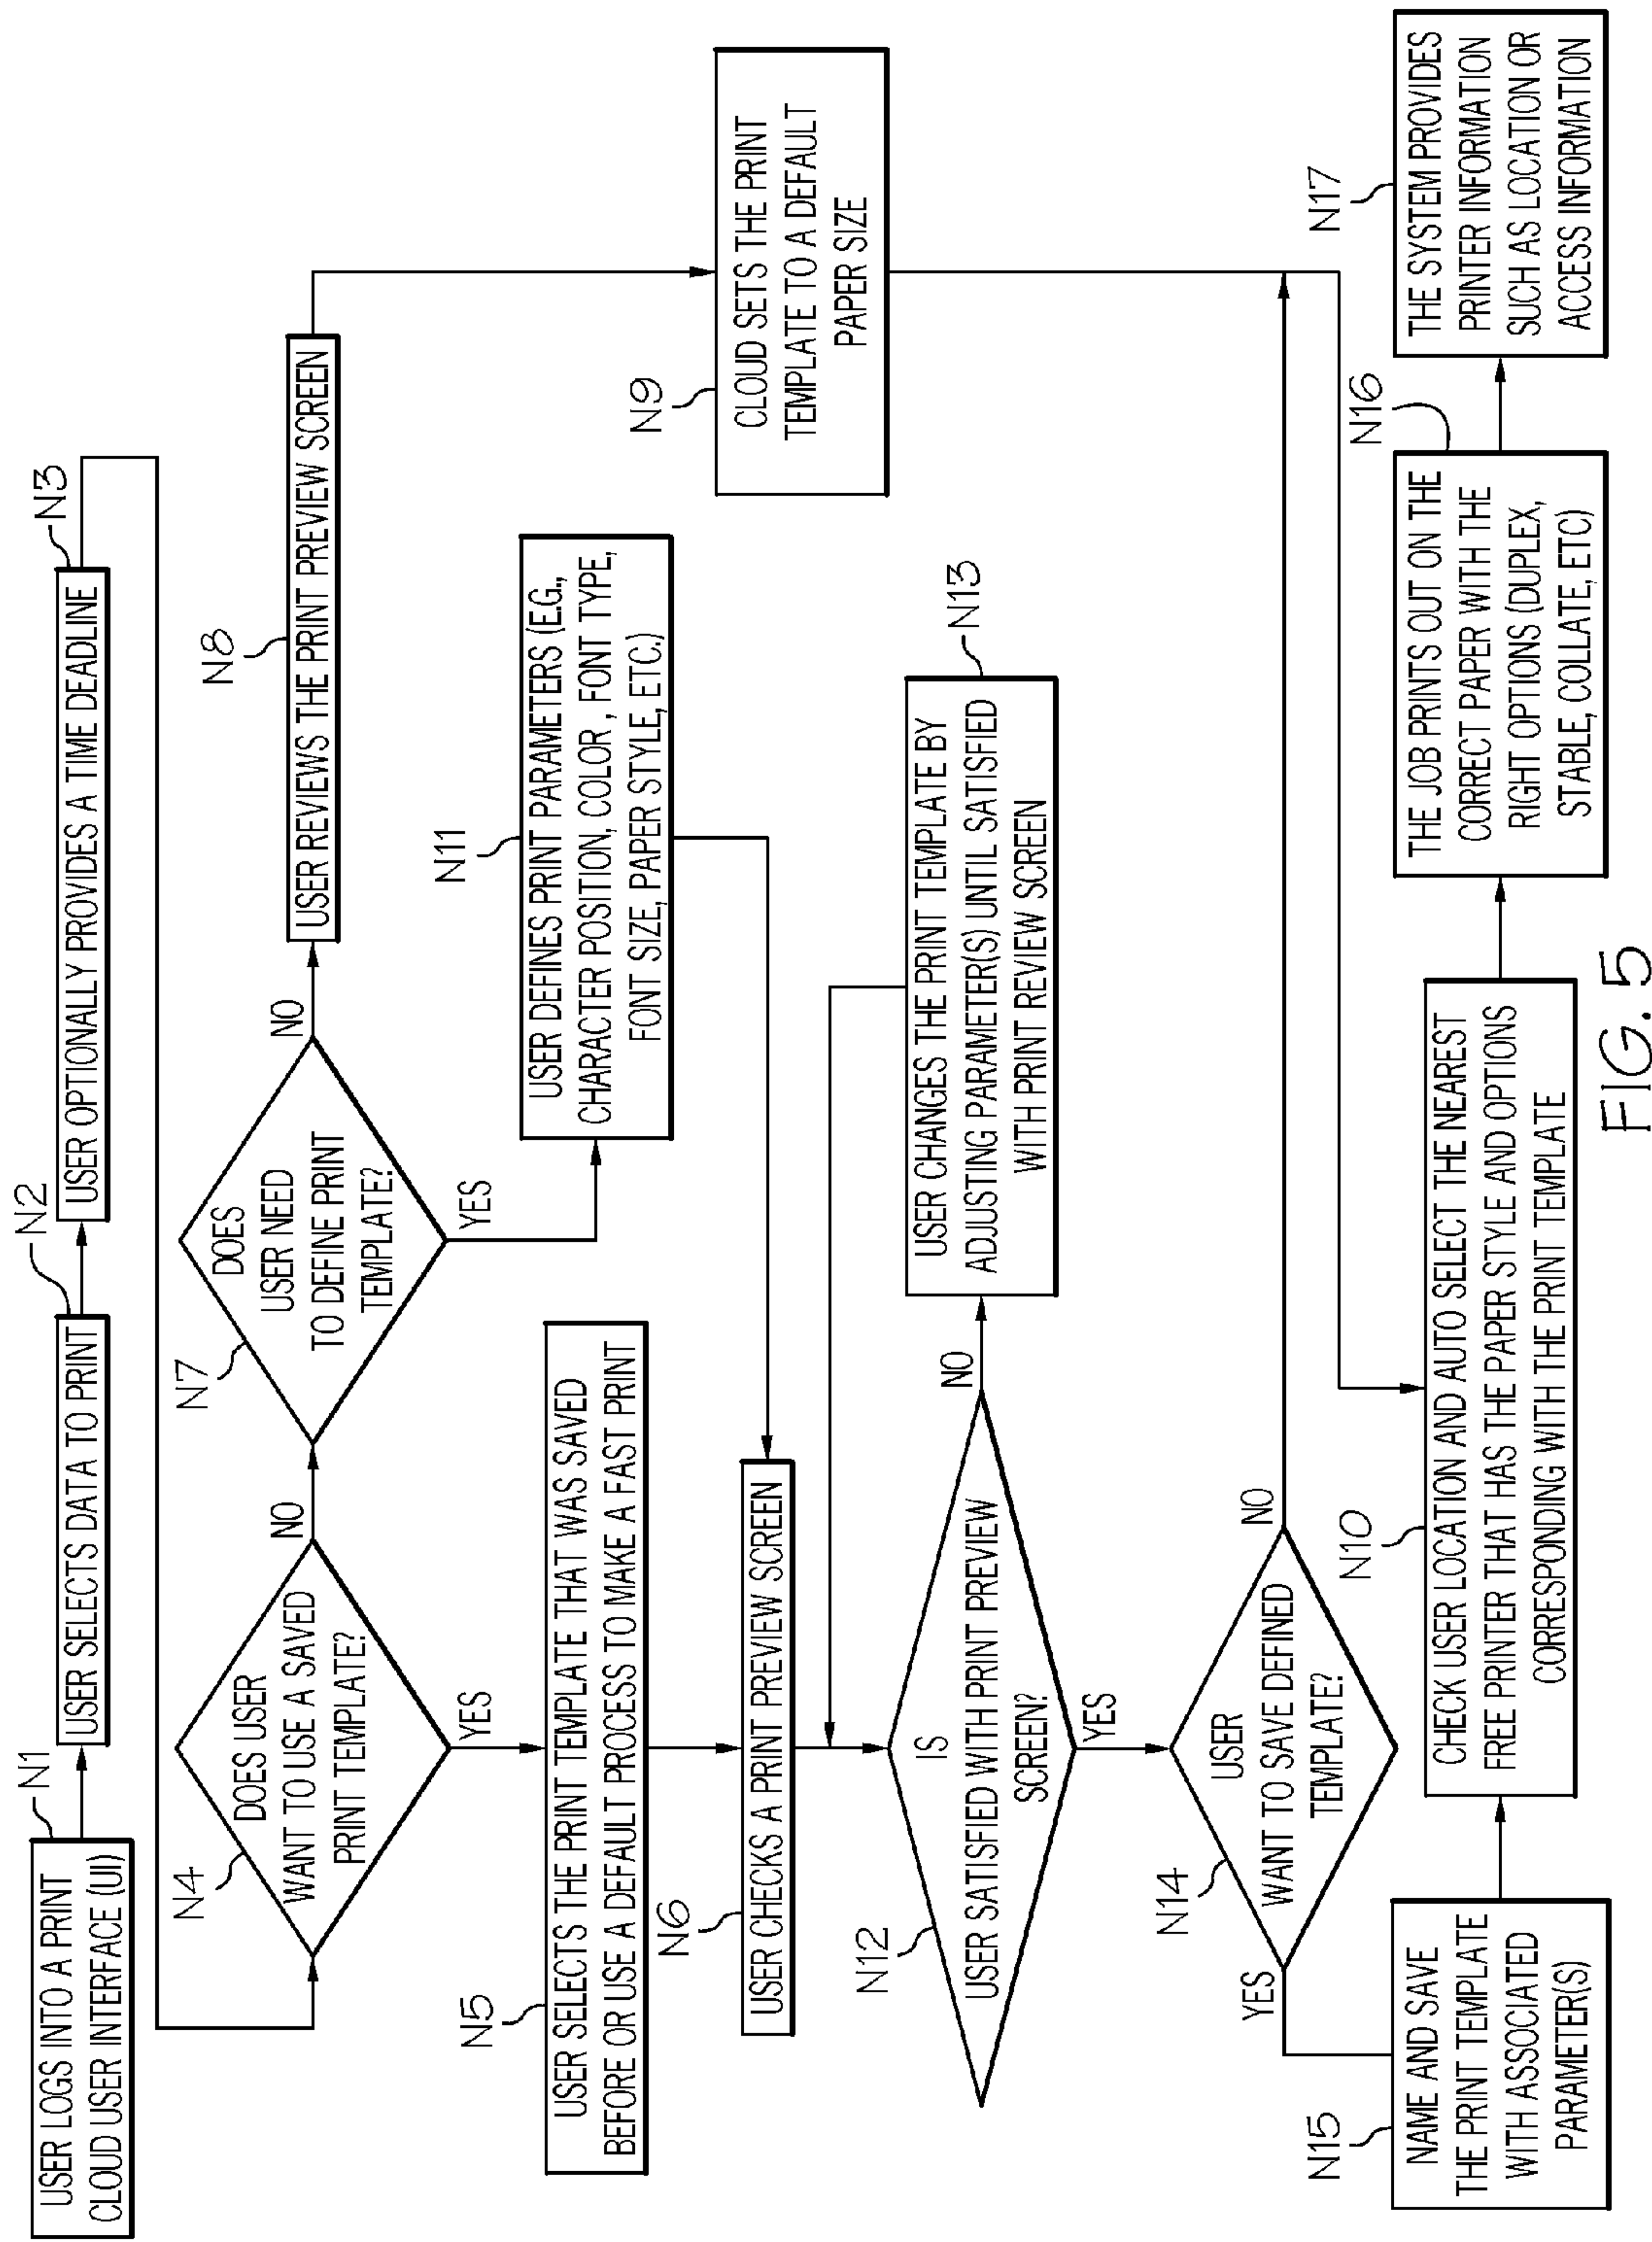 N1
USER LOGS INTO A PRINT
CLOUD USER INTERFACE (UI)
N2
USER SELECTS DATA TO PRINT
N3
USER OPTIONALLY PROVIDES A TIME DEADLINE
N4
DOES USER
WANT TO USE A SAVED
PRINT TEMPLATE?
NO
YES
N7
DOES
USER NEED
TO DEFINE PRINT
TEMPLATE?
NO
YES
N8
USER REVIEWS THE PRINT PREVIEW SCREEN
N5
USER SELECTS THE PRINT TEMPLATE THAT WAS SAVED
BEFORE OR USE A DEFAULT PROCESS TO MAKE A FAST PRINT
N11
USER DEFINES PRINT PARAMETERS (E.G.,
CHARACTER POSITION, COLOR , FONT TYPE,
FONT SIZE, PAPER STYLE, ETC.)
N6
USER CHECKS A PRINT PREVIEW SCREEN
N9
CLOUD SETS THE PRINT
TEMPLATE TO A DEFAULT
PAPER SIZE
N12
IS
USER SATISFIED WITH PRINT PREVIEW
SCREEN?
NO
YES
N13
USER CHANGES THE PRINT TEMPLATE BY
ADJUSTING PARAMETER(S) UNTIL SATISFIED
WITH PRINT REVIEW SCREEN
N14
USER
WANT TO SAVE DEFINED
TEMPLATE?
YES
NO
N15
NAME AND SAVE
THE PRINT TEMPLATE
WITH ASSOCIATED
PARAMETER(S)
N10
CHECK USER LOCATION AND AUTO SELECT THE NEAREST
FREE PRINTER THAT HAS THE PAPER STYLE AND OPTIONS
CORRESPONDING WITH THE PRINT TEMPLATE
N16
THE JOB PRINTS OUT ON THE
CORRECT PAPER WITH THE
RIGHT OPTIONS (DUPLEX,
STABLE, COLLATE, ETC)
N17
THE SYSTEM PROVIDES
PRINTER INFORMATION
SUCH AS LOCATION OR
ACCESS INFORMATION
FIG. 5